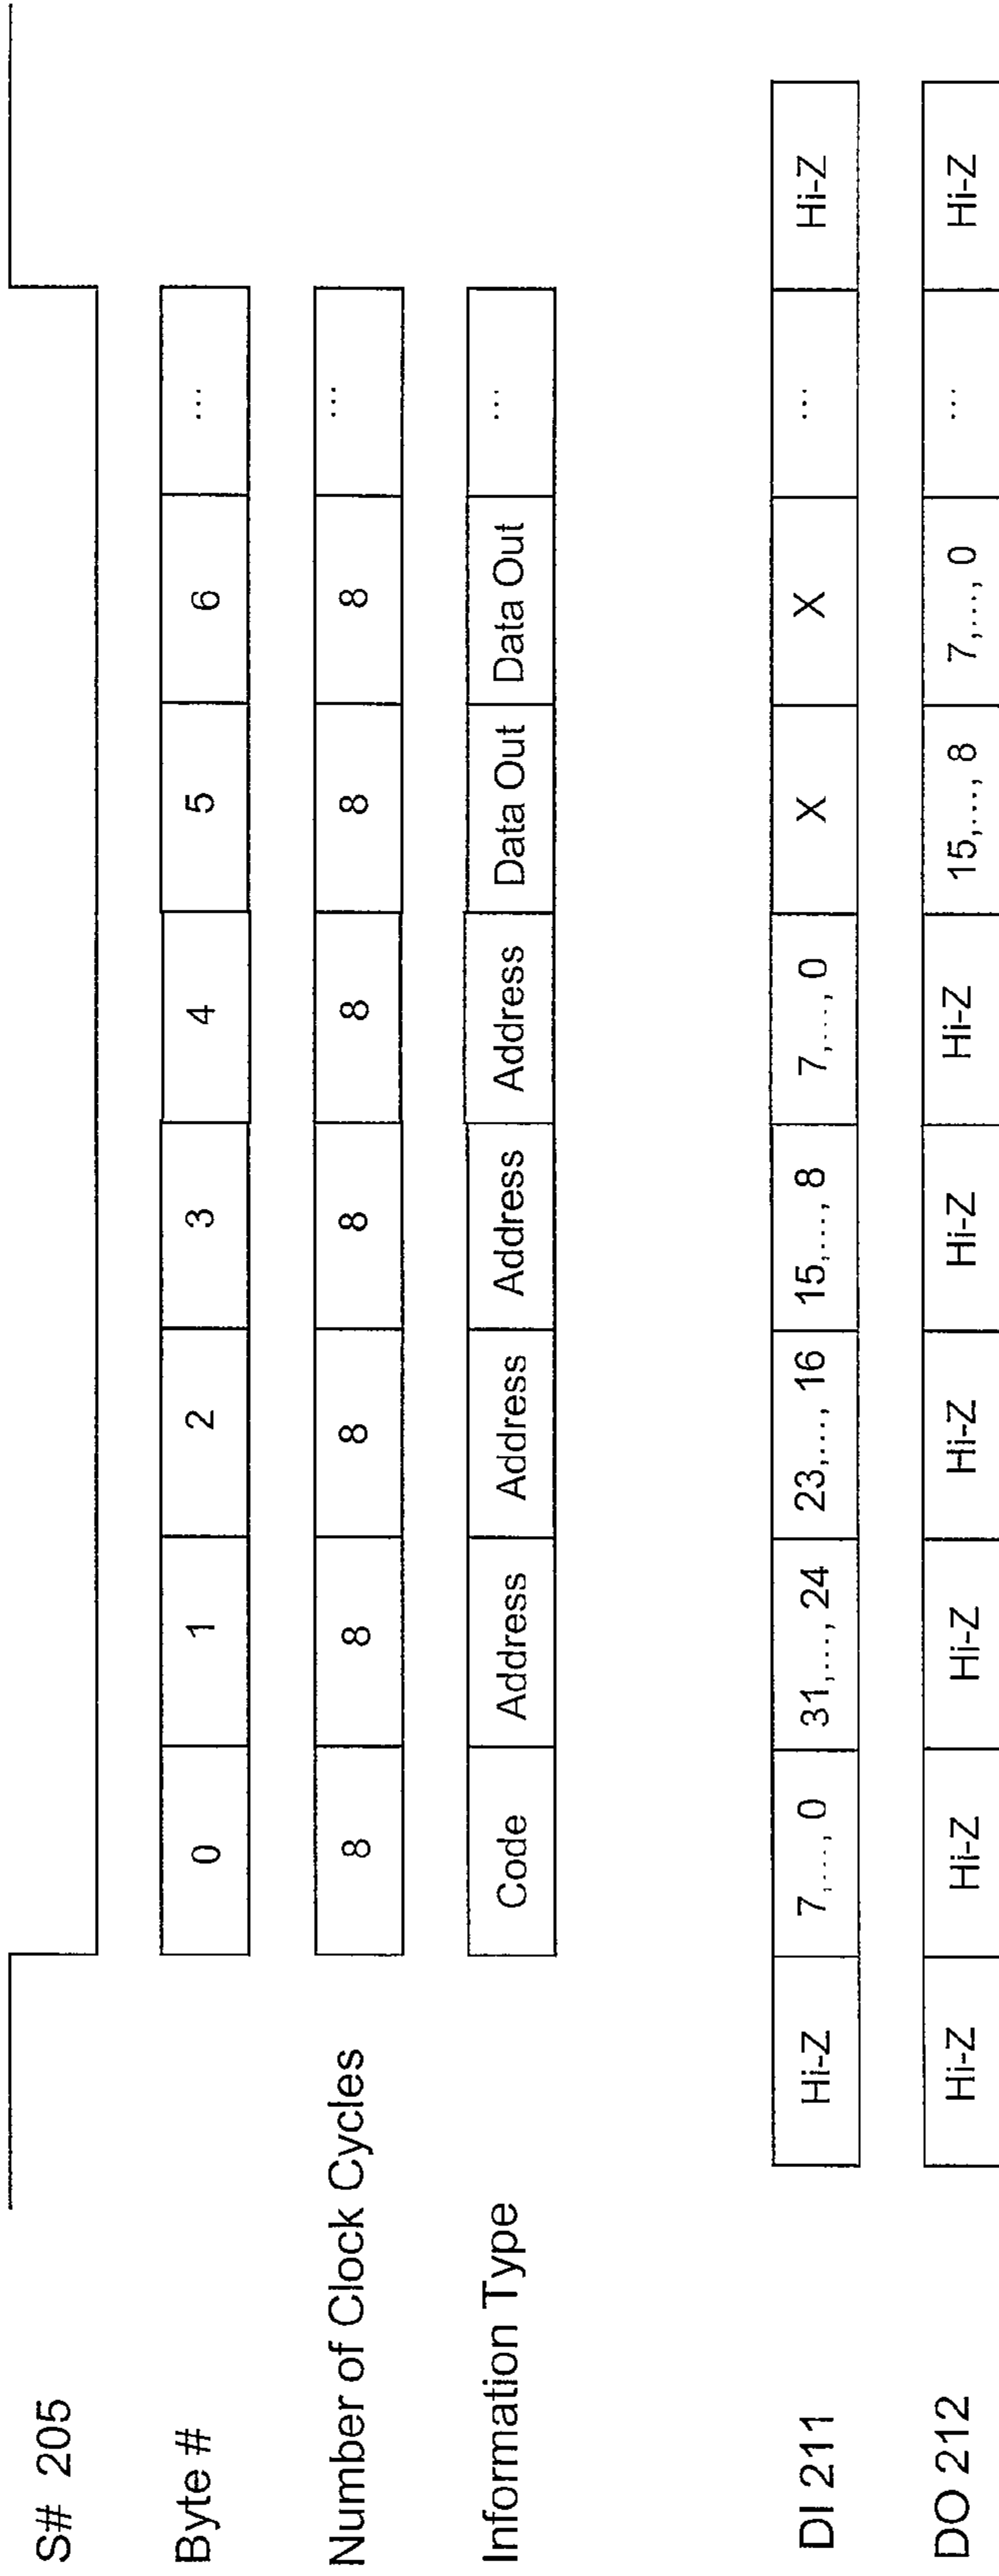 S# 205
Byte # 0 1 2 3 4 5 6 ...
Number of Clock Cycles 8 8 8 8 8 8 8 ...
Information Type Code Address Address Address Address Data Out Data Out ...
DI 211 Hi-Z 7,..., 0 31,..., 24 23,..., 16 15,..., 8 7,..., 0 X X ... Hi-Z
DO 212 Hi-Z Hi-Z Hi-Z Hi-Z Hi-Z Hi-Z 15,..., 8 7,..., 0 ... Hi-Z